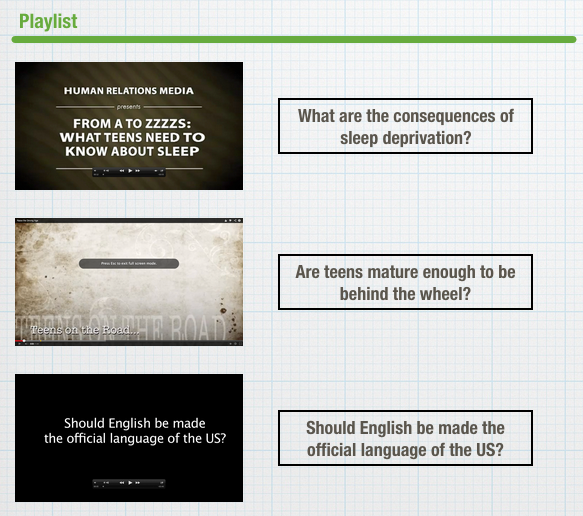 Playlist
HUMAN RELATIONS MEDIA
presents
FROM A TO ZZZZS:
WHAT TEENS NEED TO
KNOW ABOUT SLEEP
What are the consequences of
sleep deprivation?
Press Esc to exit full screen mode.
TEENS ON THE ROAD
Teens on the Road...
Are teens mature enough to be
behind the wheel?
Should English be made
the official language of the US?
Should English be made the
official language of the US?